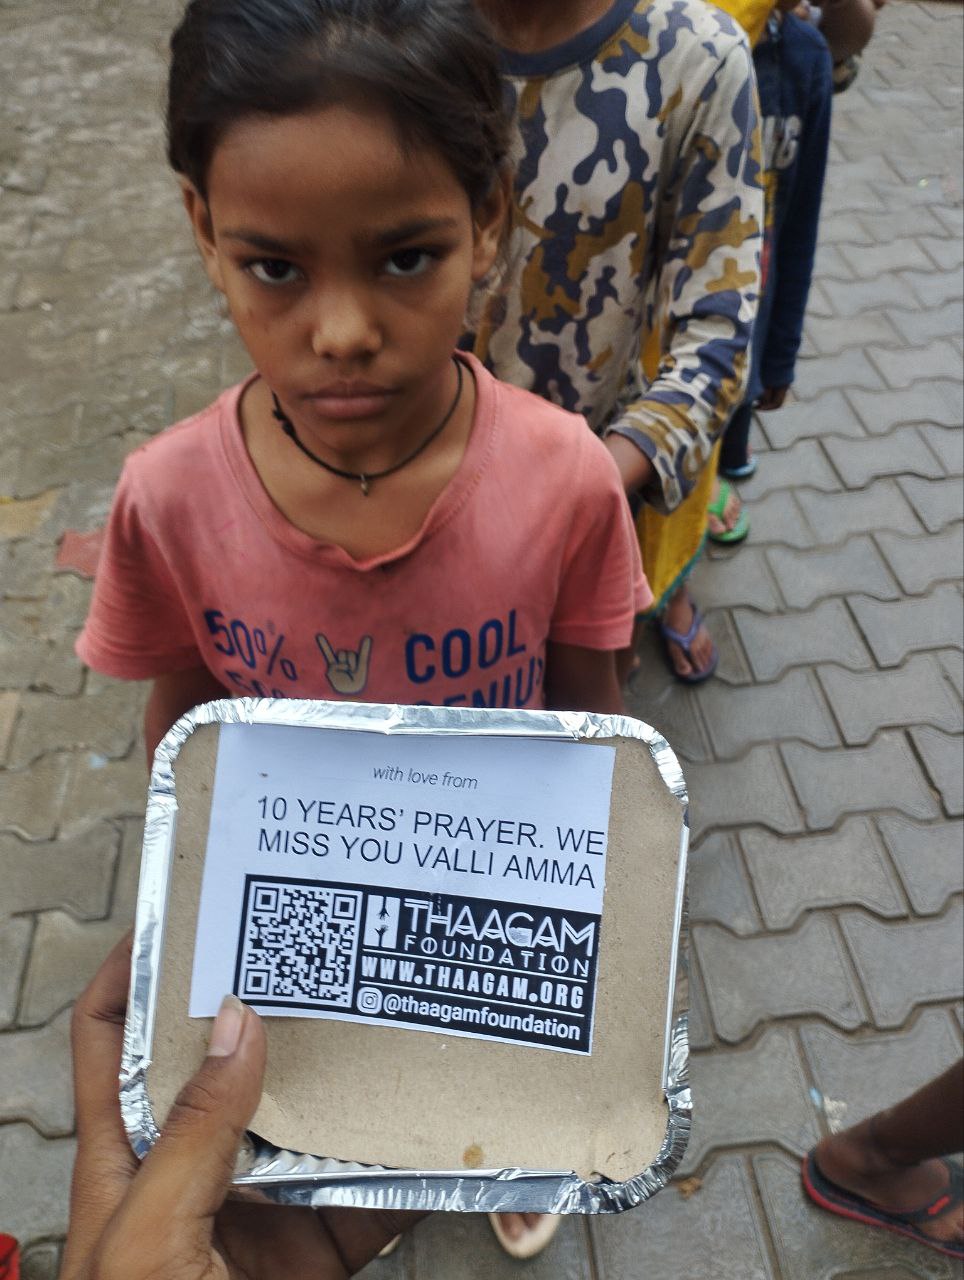 50% COOL
with love from
10 YEARS' PRAYER. WE
MISS YOU VALLI AMMA
THAAGAM
FOUNDATION
WWW.THAAGAM.ORG
@thaagamfoundation